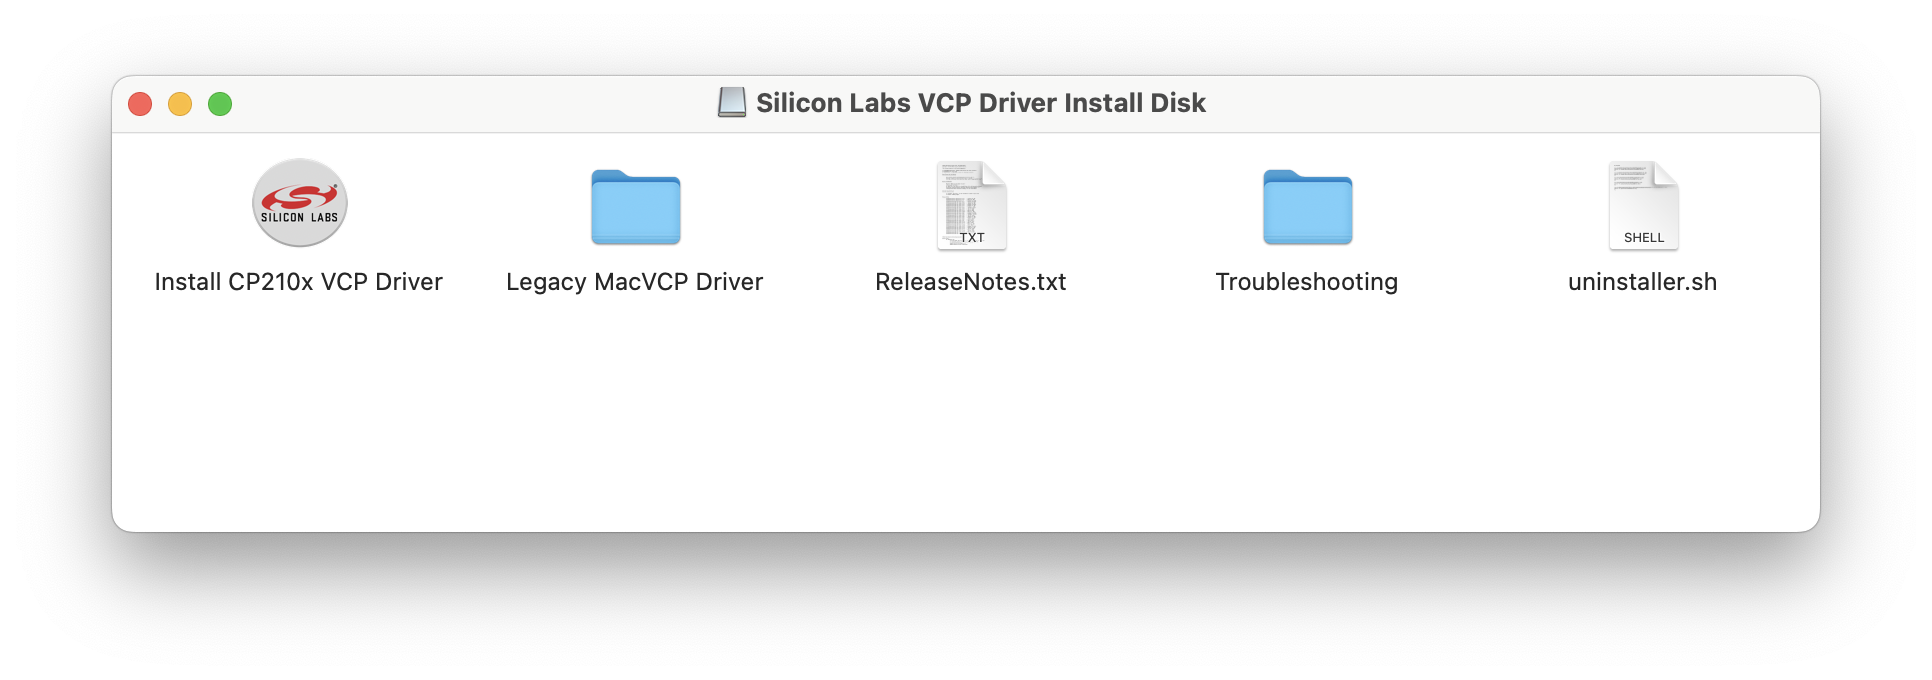 Silicon Labs VCP Driver Install Disk
SILICON LABS
TXT
SHELL
Install CP210x VCP Driver
Legacy MacVCP Driver
ReleaseNotes.txt
Troubleshooting
uninstaller.sh